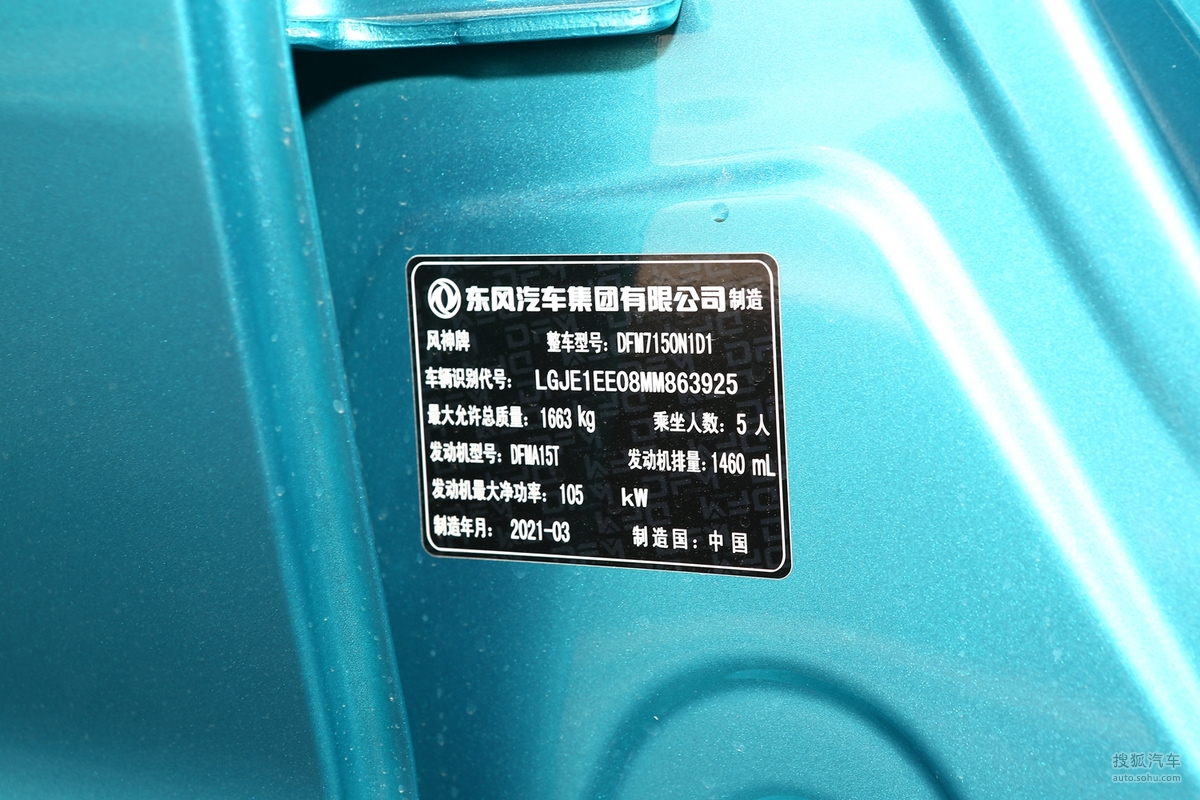 东风汽车集团有限公司制造
风神牌 整车型号：DFM7150N1D1
车辆识别代号： LGJE1EE08MM863925
最大允许总质量：1663 kg 乘坐人数：5 人
发动机型号：DFMA15T 发动机排量：1460 mL
发动机最大净功率：105 kW
制造年月： 2021-03 制造国：中国
搜狐汽车
auto.sohu.com